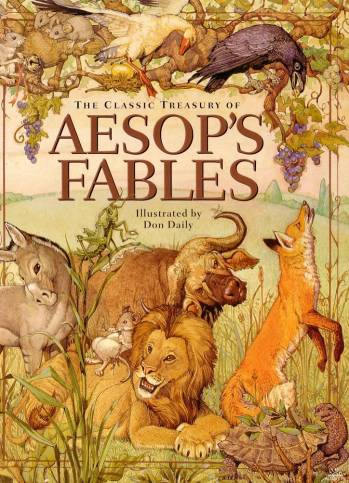 THE CLASSIC TREASURY OF
AESOP'S
FABLES
Illustrated by
Don Daily